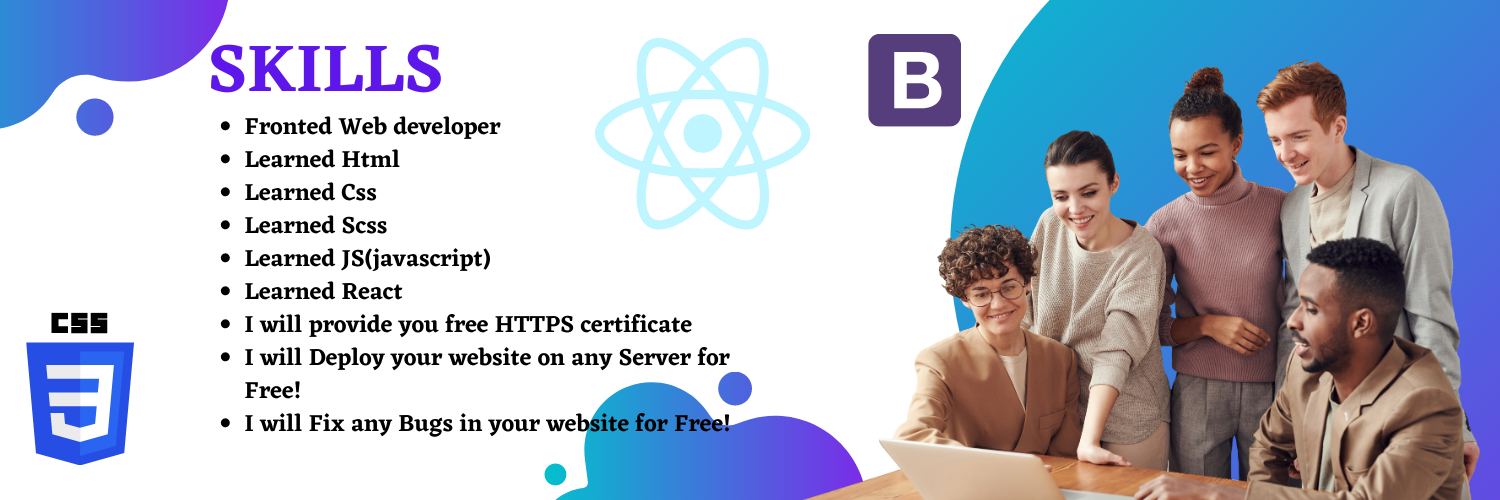 SKILLS
Fronted Web developer
Learned Html
Learned Css
Learned Scss
Learned JS(javascript)
Learned React
I will provide you free HTTPS certificate
I will Deploy your website on any Server for
Free!
I will Fix any Bugs in your website for Free!
CSS
3
B